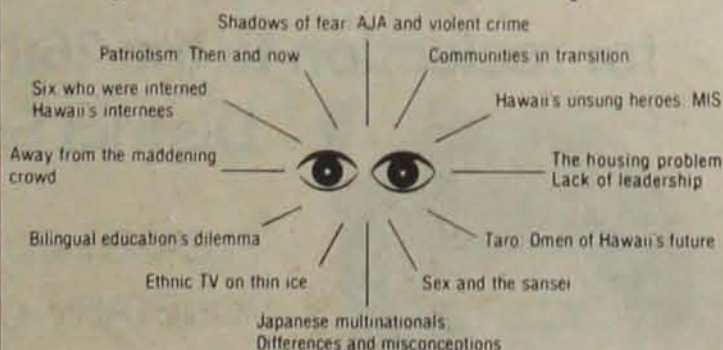 Shadows of fear: AJA and violent crime
Patriotism: Then and now
Communities in transition
Six who were interned
Hawaii's internees
Hawaii's unsung heroes: MIS
Away from the maddening
crowd
The housing problem
Lack of leadership
Bilingual education's dilemma
Taro: Omen of Hawaii's future
Ethnic TV on thin ice
Sex and the sansei
Japanese multinationals:
Differences and misconceptions